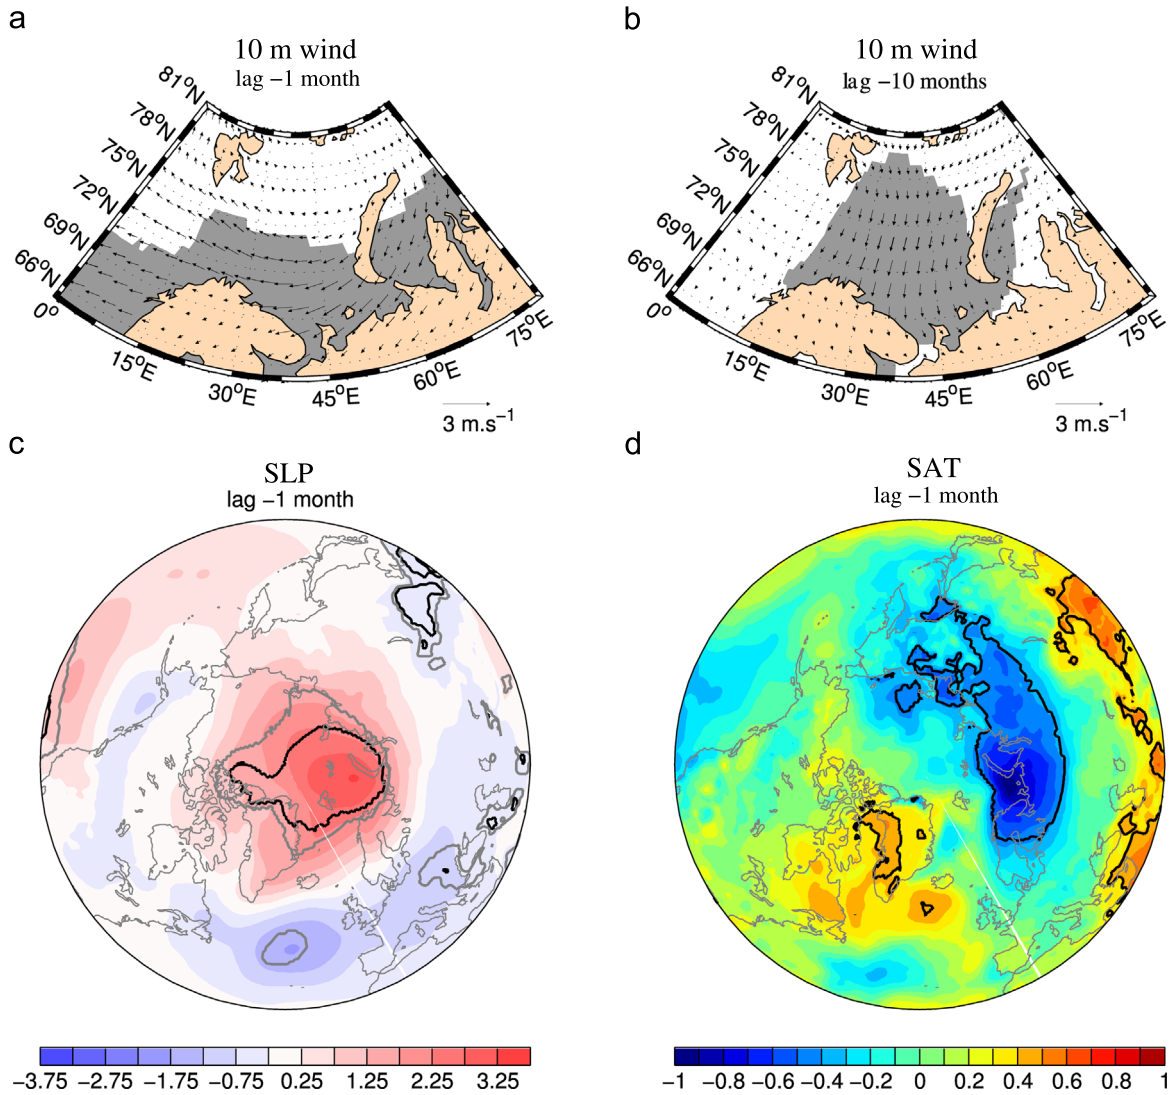 a
10 m wind
lag −1 month
81°N
78°N
75°N
72°N
69°N
66°N
0°
15°E
30°E
45°E
60°E
75°E
3 m.s⁻¹
b
10 m wind
lag −10 months
81°N
78°N
75°N
72°N
69°N
66°N
0°
15°E
30°E
45°E
60°E
75°E
3 m.s⁻¹
c
SLP
lag −1 month
−3.75 −2.75 −1.75 −0.75 0.25 1.25 2.25 3.25
d
SAT
lag −1 month
−1 −0.8 −0.6 −0.4 −0.2 0 0.2 0.4 0.6 0.8 1